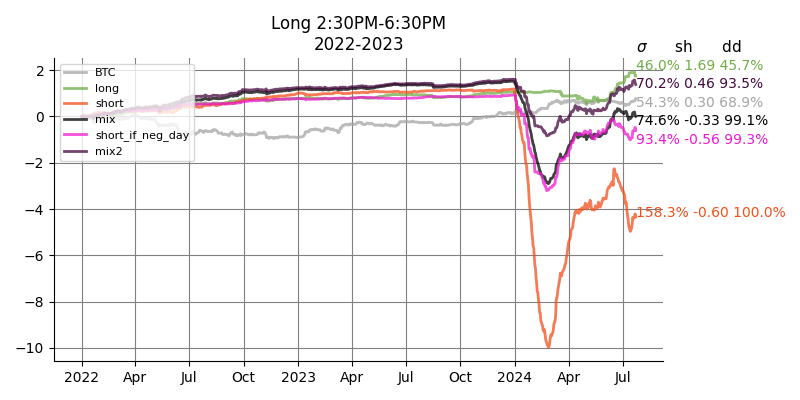 Long 2:30PM-6:30PM
2022-2023
σ sh dd
46.0% 1.69 45.7%
70.2% 0.46 93.5%
54.3% 0.30 68.9%
74.6% -0.33 99.1%
93.4% -0.56 99.3%
158.3% -0.60 100.0%
BTC
long
short
mix
short_if_neg_day
mix2
2
0
−2
−4
−6
−8
−10
2022 Apr Jul Oct 2023 Apr Jul Oct 2024 Apr Jul